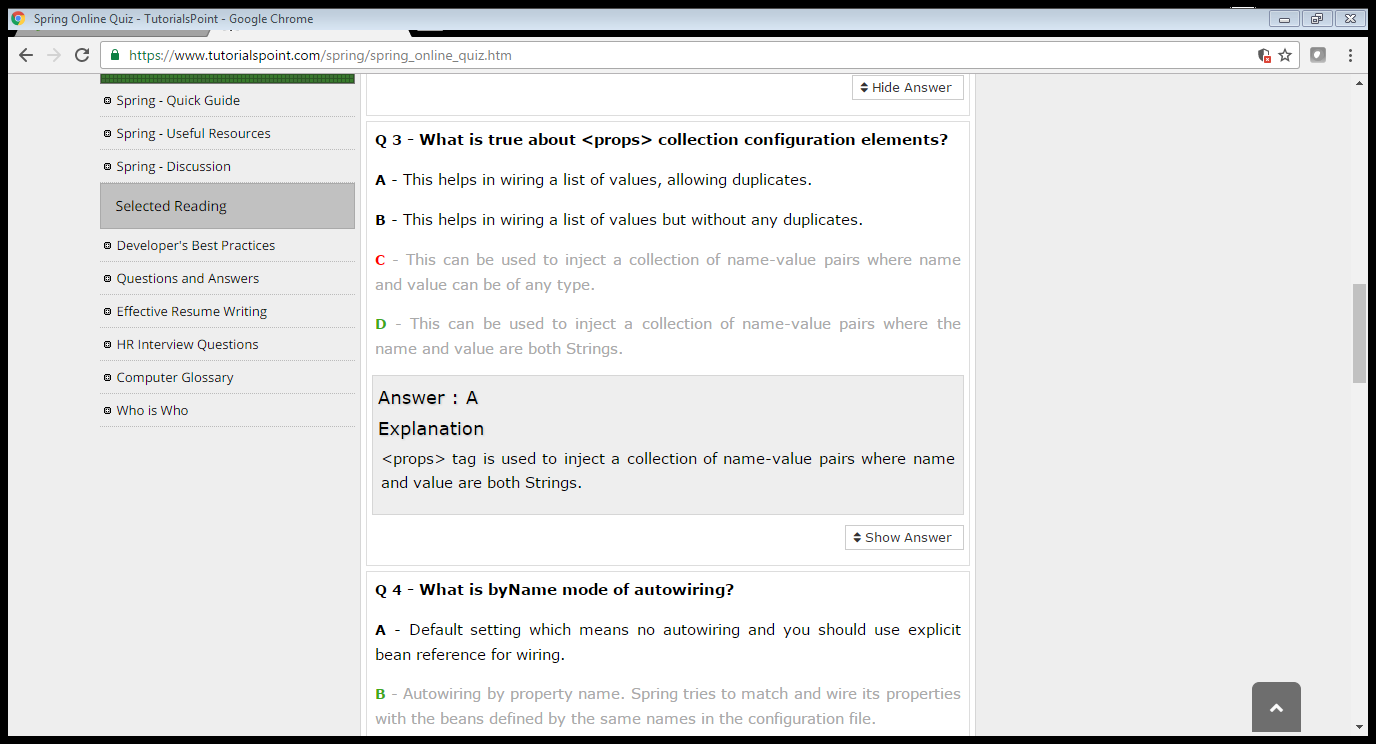 Spring Online Quiz - TutorialsPoint - Google Chrome
https://www.tutorialspoint.com/spring/spring_online_quiz.htm
Spring - Quick Guide
Spring - Useful Resources
Spring - Discussion
Selected Reading
Developer's Best Practices
Questions and Answers
Effective Resume Writing
HR Interview Questions
Computer Glossary
Who is Who
Hide Answer
Q 3 - What is true about <props> collection configuration elements?
A - This helps in wiring a list of values, allowing duplicates.
B - This helps in wiring a list of values but without any duplicates.
C - This can be used to inject a collection of name-value pairs where name
and value can be of any type.
D - This can be used to inject a collection of name-value pairs where the
name and value are both Strings.
Answer : A
Explanation
<props> tag is used to inject a collection of name-value pairs where name
and value are both Strings.
Show Answer
Q 4 - What is byName mode of autowiring?
A - Default setting which means no autowiring and you should use explicit
bean reference for wiring.
B - Autowiring by property name. Spring tries to match and wire its properties
with the beans defined by the same names in the configuration file.